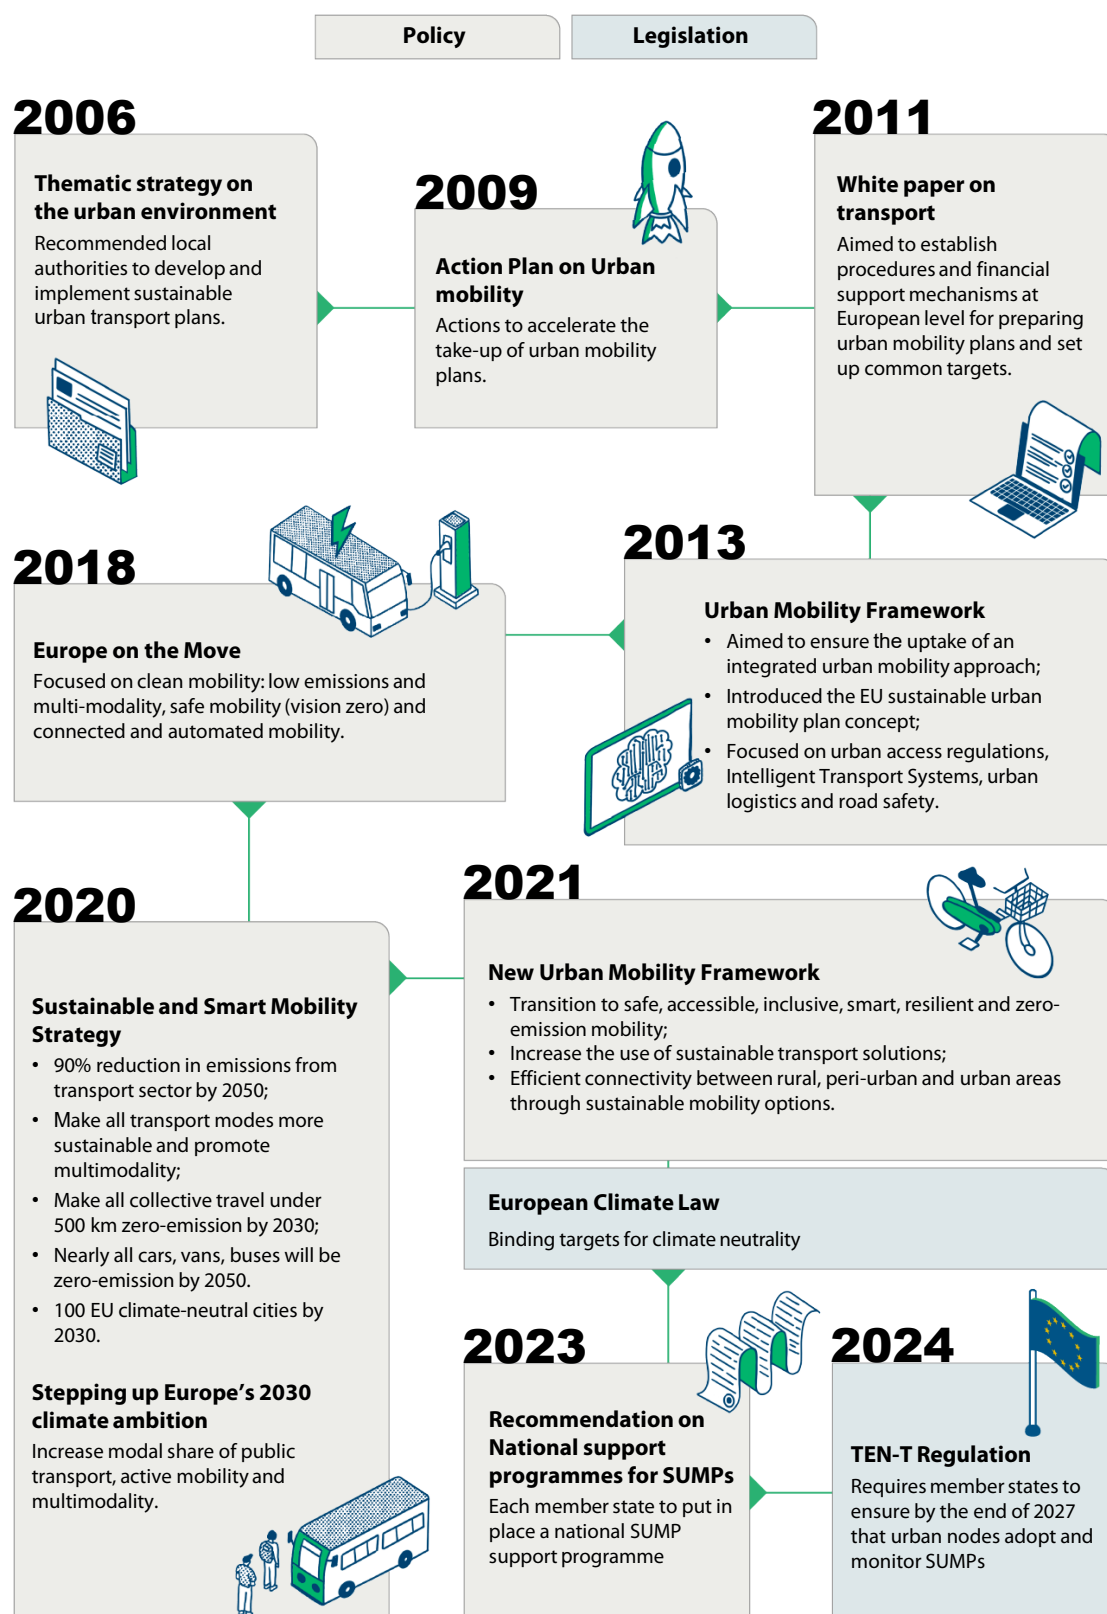 Policy
Legislation
2006
Thematic strategy on
the urban environment
Recommended local
authorities to develop and
implement sustainable
urban transport plans.
2009
Action Plan on Urban
mobility
Actions to accelerate the
take-up of urban mobility
plans.
2011
White paper on
transport
Aimed to establish
procedures and financial
support mechanisms at
European level for preparing
urban mobility plans and set
up common targets.
2013
Urban Mobility Framework
• Aimed to ensure the uptake of an
integrated urban mobility approach;
• Introduced the EU sustainable urban
mobility plan concept;
• Focused on urban access regulations,
Intelligent Transport Systems, urban
logistics and road safety.
2018
Europe on the Move
Focused on clean mobility: low emissions and
multi-modality, safe mobility (vision zero) and
connected and automated mobility.
2020
Sustainable and Smart Mobility
Strategy
• 90% reduction in emissions from
transport sector by 2050;
• Make all transport modes more
sustainable and promote
multimodality;
• Make all collective travel under
500 km zero-emission by 2030;
• Nearly all cars, vans, buses will be
zero-emission by 2050.
• 100 EU climate-neutral cities by
2030.
Stepping up Europe’s 2030
climate ambition
Increase modal share of public
transport, active mobility and
multimodality.
2021
New Urban Mobility Framework
• Transition to safe, accessible, inclusive, smart, resilient and zero-
emission mobility;
• Increase the use of sustainable transport solutions;
• Efficient connectivity between rural, peri-urban and urban areas
through sustainable mobility options.
European Climate Law
Binding targets for climate neutrality
2023
Recommendation on
National support
programmes for SUMPs
Each member state to put in
place a national SUMP
support programme
2024
TEN-T Regulation
Requires member states to
ensure by the end of 2027
that urban nodes adopt and
monitor SUMPs